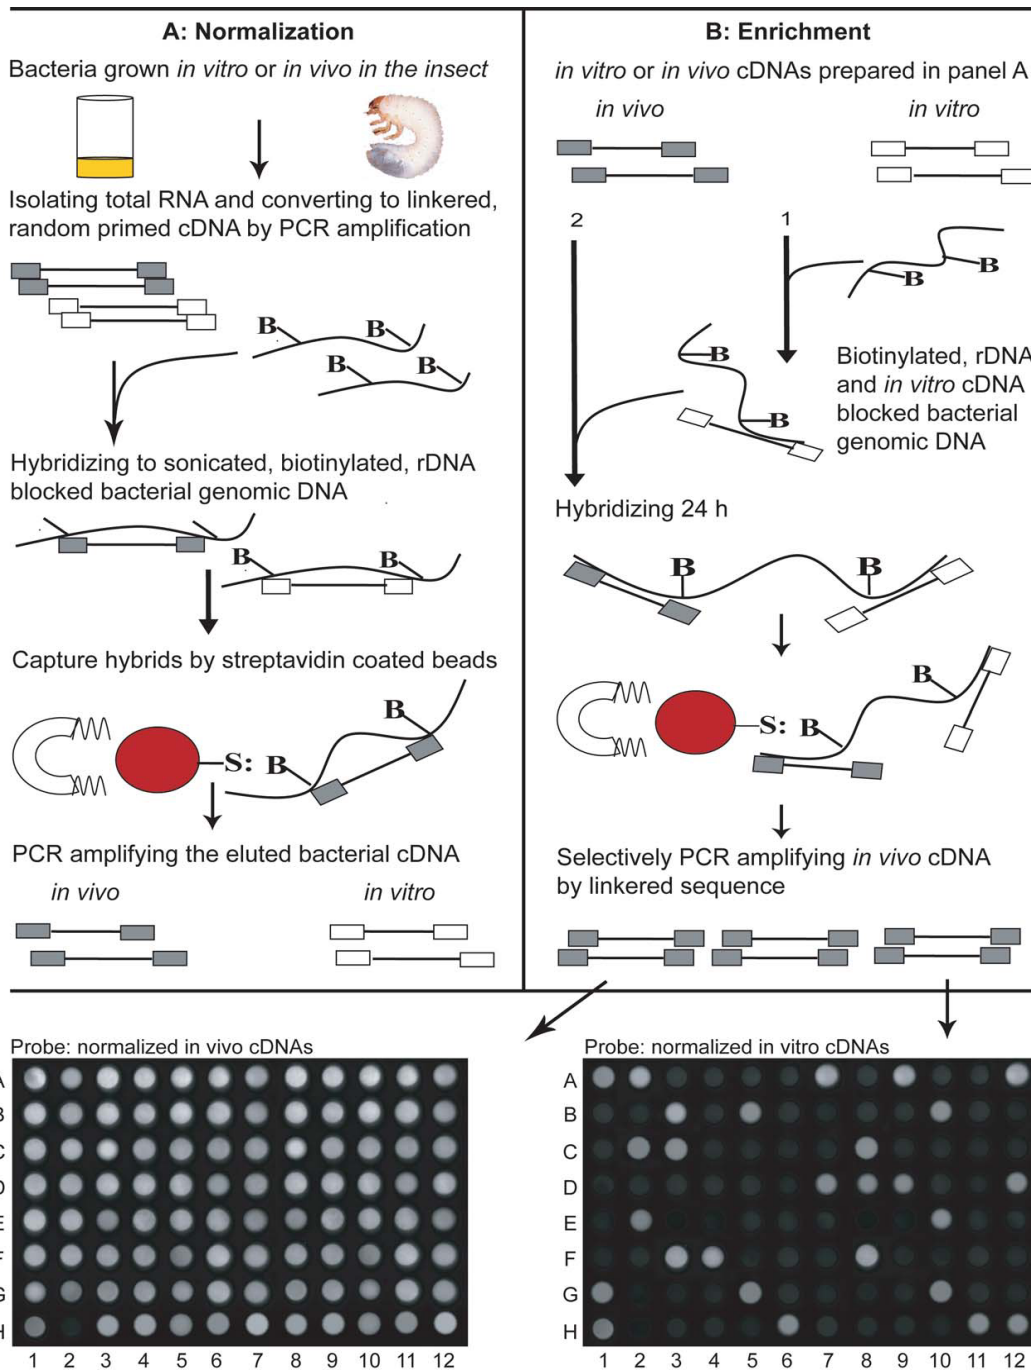 A: Normalization
Bacteria grown in vitro or in vivo in the insect
Isolating total RNA and converting to linkered,
random primed cDNA by PCR amplification
B
B
B
B
Hybridizing to sonicated, biotinylated, rDNA
blocked bacterial genomic DNA
B
B
Capture hybrids by streptavidin coated beads
B
S: B
PCR amplifying the eluted bacterial cDNA
in vivo in vitro
B: Enrichment
in vitro or in vivo cDNAs prepared in panel A
in vivo in vitro
2 1
B
B
B
B
Biotinylated, rDNA
and in vitro cDNA
blocked bacterial
genomic DNA
Hybridizing 24 h
B B
B
S: B
Selectively PCR amplifying in vivo cDNA
by linkered sequence
Probe: normalized in vivo cDNAs
A
B
C
D
E
F
G
H
1 2 3 4 5 6 7 8 9 10 11 12
Probe: normalized in vitro cDNAs
A
B
C
D
E
F
G
H
1 2 3 4 5 6 7 8 9 10 11 12